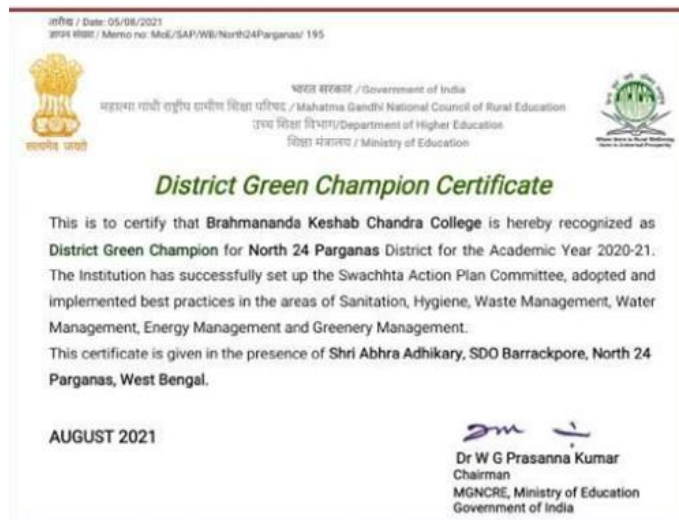 तारीख / Date: 05/08/2021
ज्ञापन संख्या / Memo no: MoE/SAP/WB/North24Parganas/ 195
भारत सरकार /Government of India
महात्मा गांधी राष्ट्रीय ग्रामीण शिक्षा परिषद / Mahatma Gandhi National Council of Rural Education
उच्च शिक्षा विभाग/Department of Higher Education
शिक्षा मंत्रालय / Ministry of Education
सत्यमेव जयते
District Green Champion Certificate
This is to certify that Brahmananda Keshab Chandra College is hereby recognized as
District Green Champion for North 24 Parganas District for the Academic Year 2020-21.
The Institution has successfully set up the Swachhta Action Plan Committee, adopted and
implemented best practices in the areas of Sanitation, Hygiene, Waste Management, Water
Management, Energy Management and Greenery Management.
This certificate is given in the presence of Shri Abhra Adhikary, SDO Barrackpore, North 24
Parganas, West Bengal.
AUGUST 2021
Dr W G Prasanna Kumar
Chairman
MGNCRE, Ministry of Education
Government of India